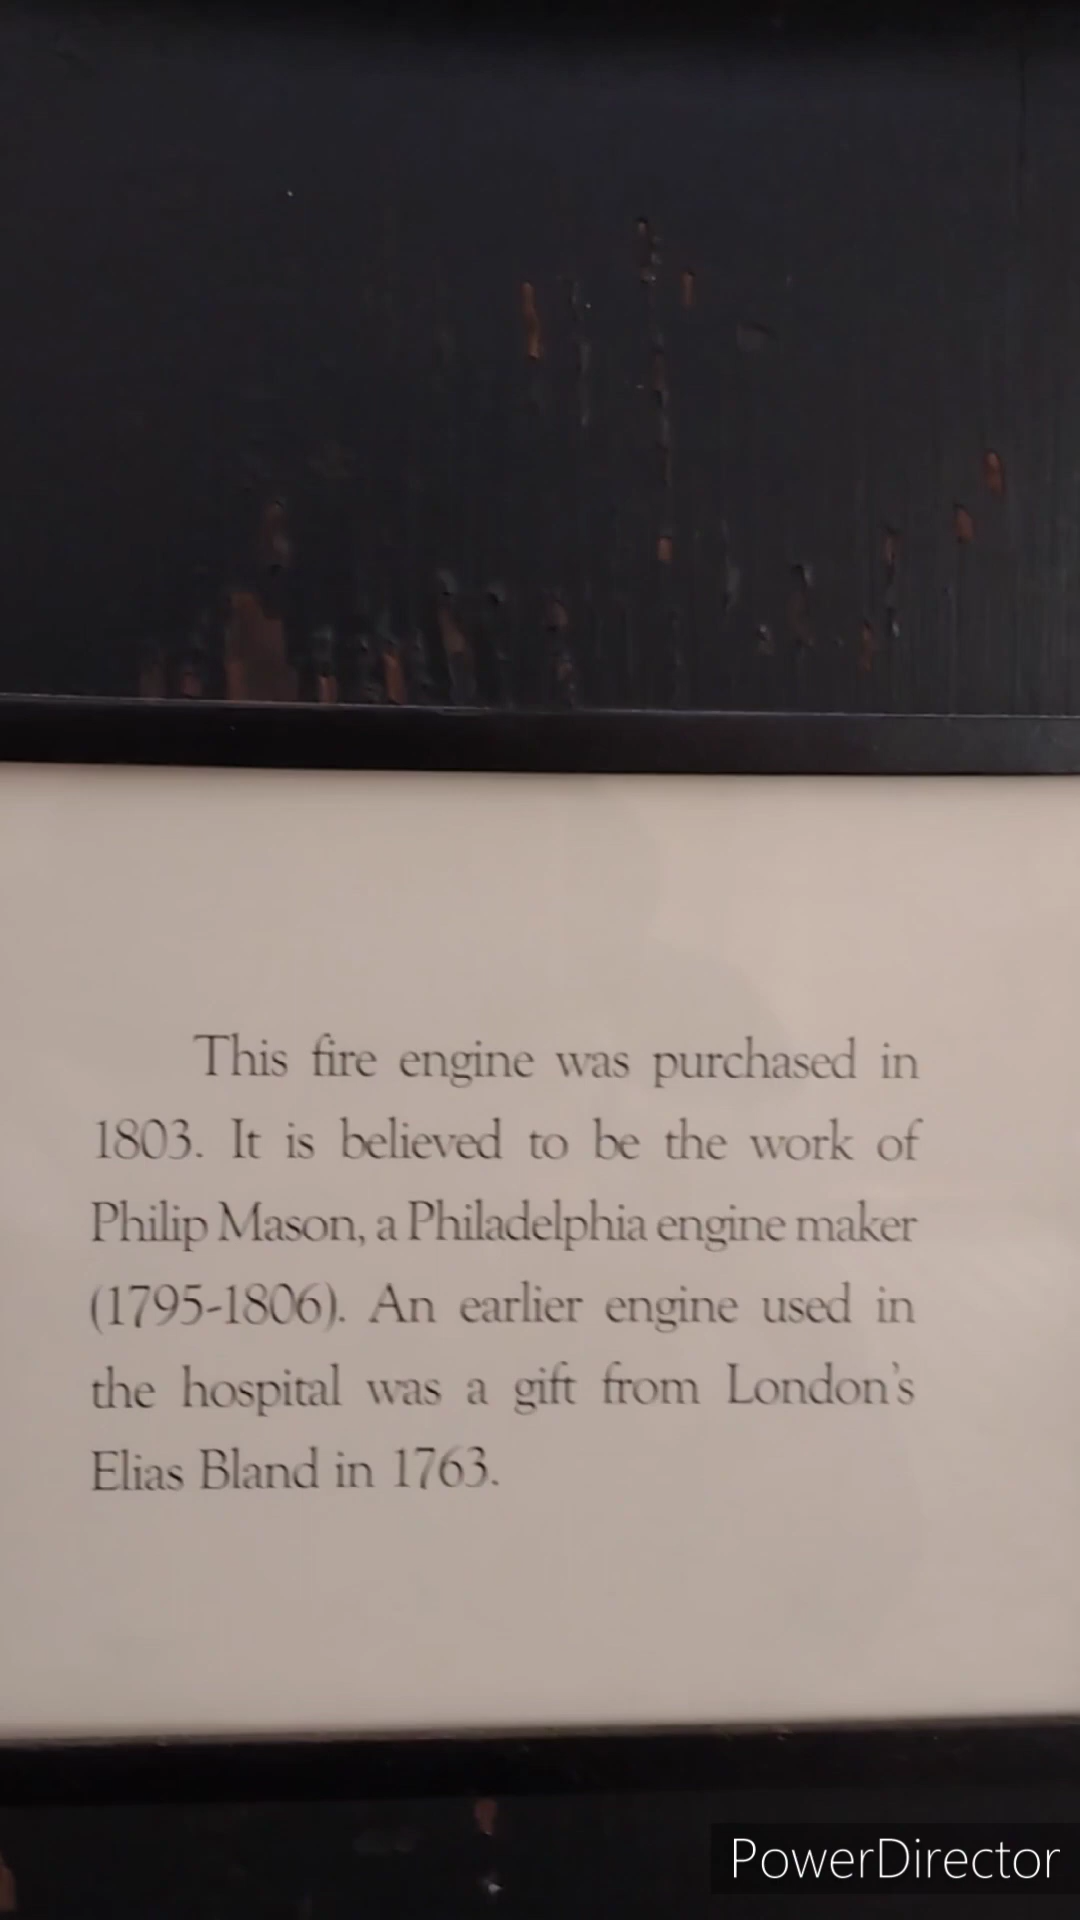 This fire engine was purchased in
1803. It is believed to be the work of
Philip Mason, a Philadelphia engine maker
(1795-1806). An earlier engine used in
the hospital was a gift from London's
Elias Bland in 1763.
PowerDirector